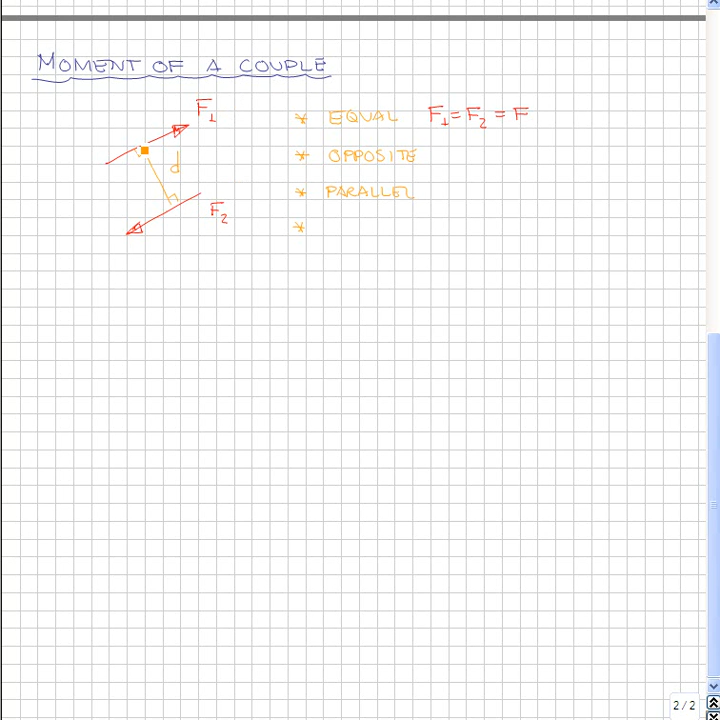 MOMENT OF A COUPLE
F1
* EQUAL F1 = F2 = F
d
* OPPOSITE
* PARALLEL
F2
*
2 / 2